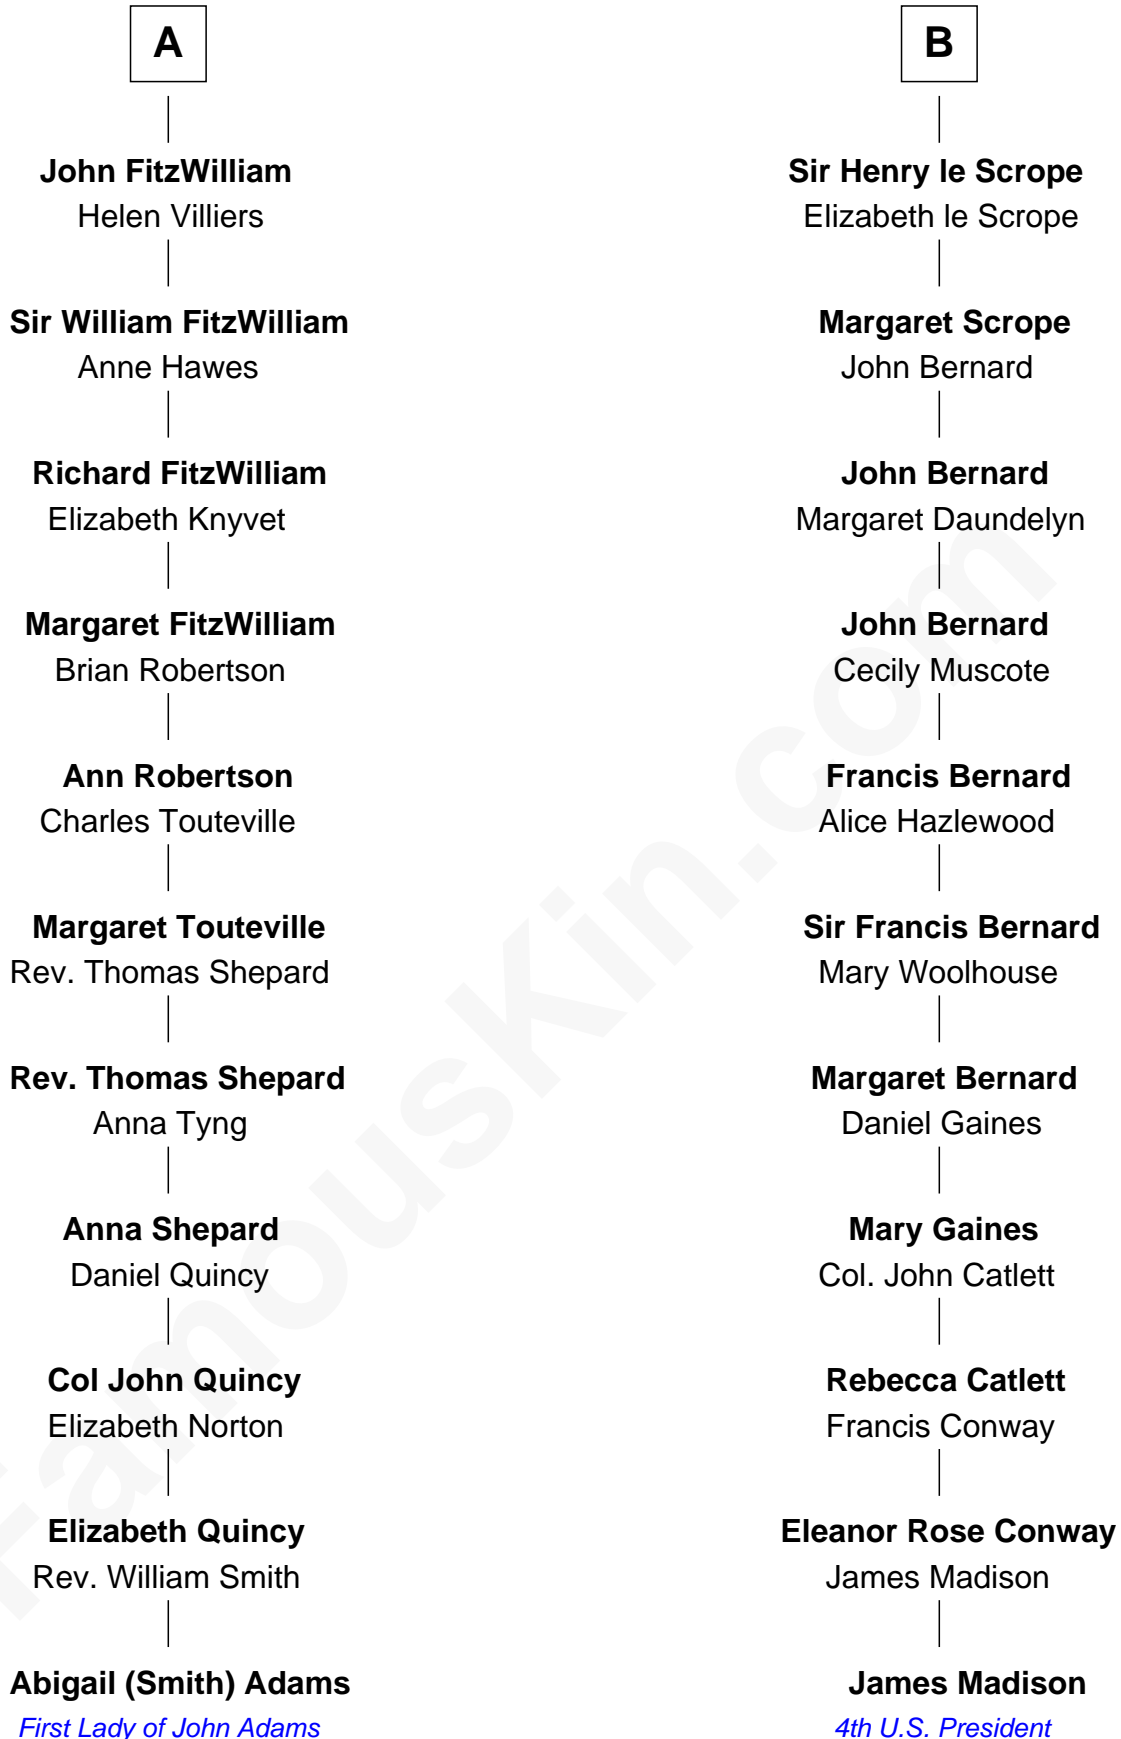 A
John FitzWilliam
Helen Villiers
Sir William FitzWilliam
Anne Hawes
Richard FitzWilliam
Elizabeth Knyvet
Margaret FitzWilliam
Brian Robertson
Ann Robertson
Charles Touteville
Margaret Touteville
Rev. Thomas Shepard
Rev. Thomas Shepard
Anna Tyng
Anna Shepard
Daniel Quincy
Col John Quincy
Elizabeth Norton
Elizabeth Quincy
Rev. William Smith
Abigail (Smith) Adams
First Lady of John Adams
B
Sir Henry le Scrope
Elizabeth le Scrope
Margaret Scrope
John Bernard
John Bernard
Margaret Daundelyn
John Bernard
Cecily Muscote
Francis Bernard
Alice Hazlewood
Sir Francis Bernard
Mary Woolhouse
Margaret Bernard
Daniel Gaines
Mary Gaines
Col. John Catlett
Rebecca Catlett
Francis Conway
Eleanor Rose Conway
James Madison
James Madison
4th U.S. President
FamousKin.com